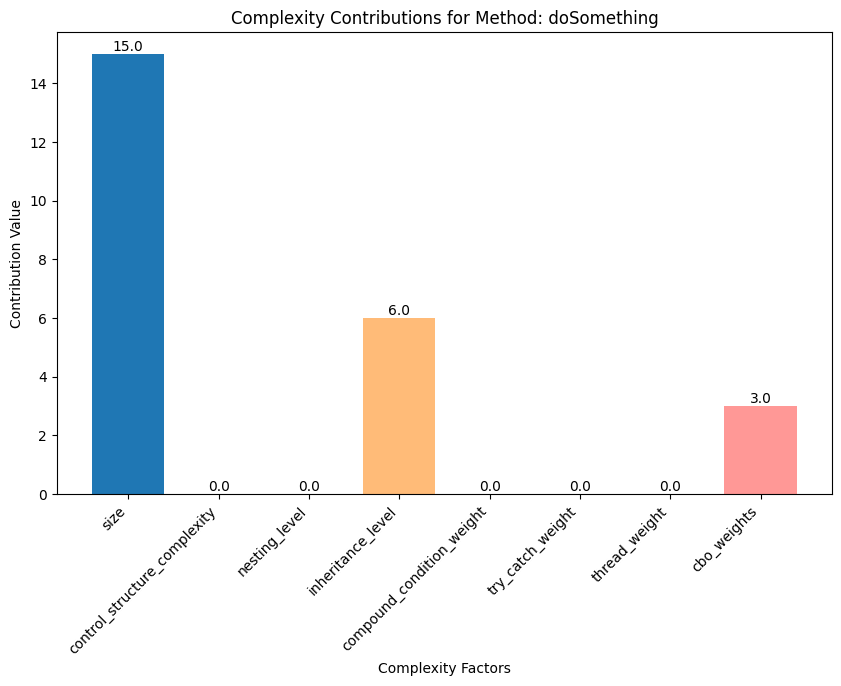 Complexity Contributions for Method: doSomething
Contribution Value
14
12
10
8
6
4
2
0
15.0
0.0
0.0
6.0
0.0
0.0
0.0
3.0
size
control_structure_complexity
nesting_level
inheritance_level
compound_condition_weight
try_catch_weight
thread_weight
cbo_weights
Complexity Factors